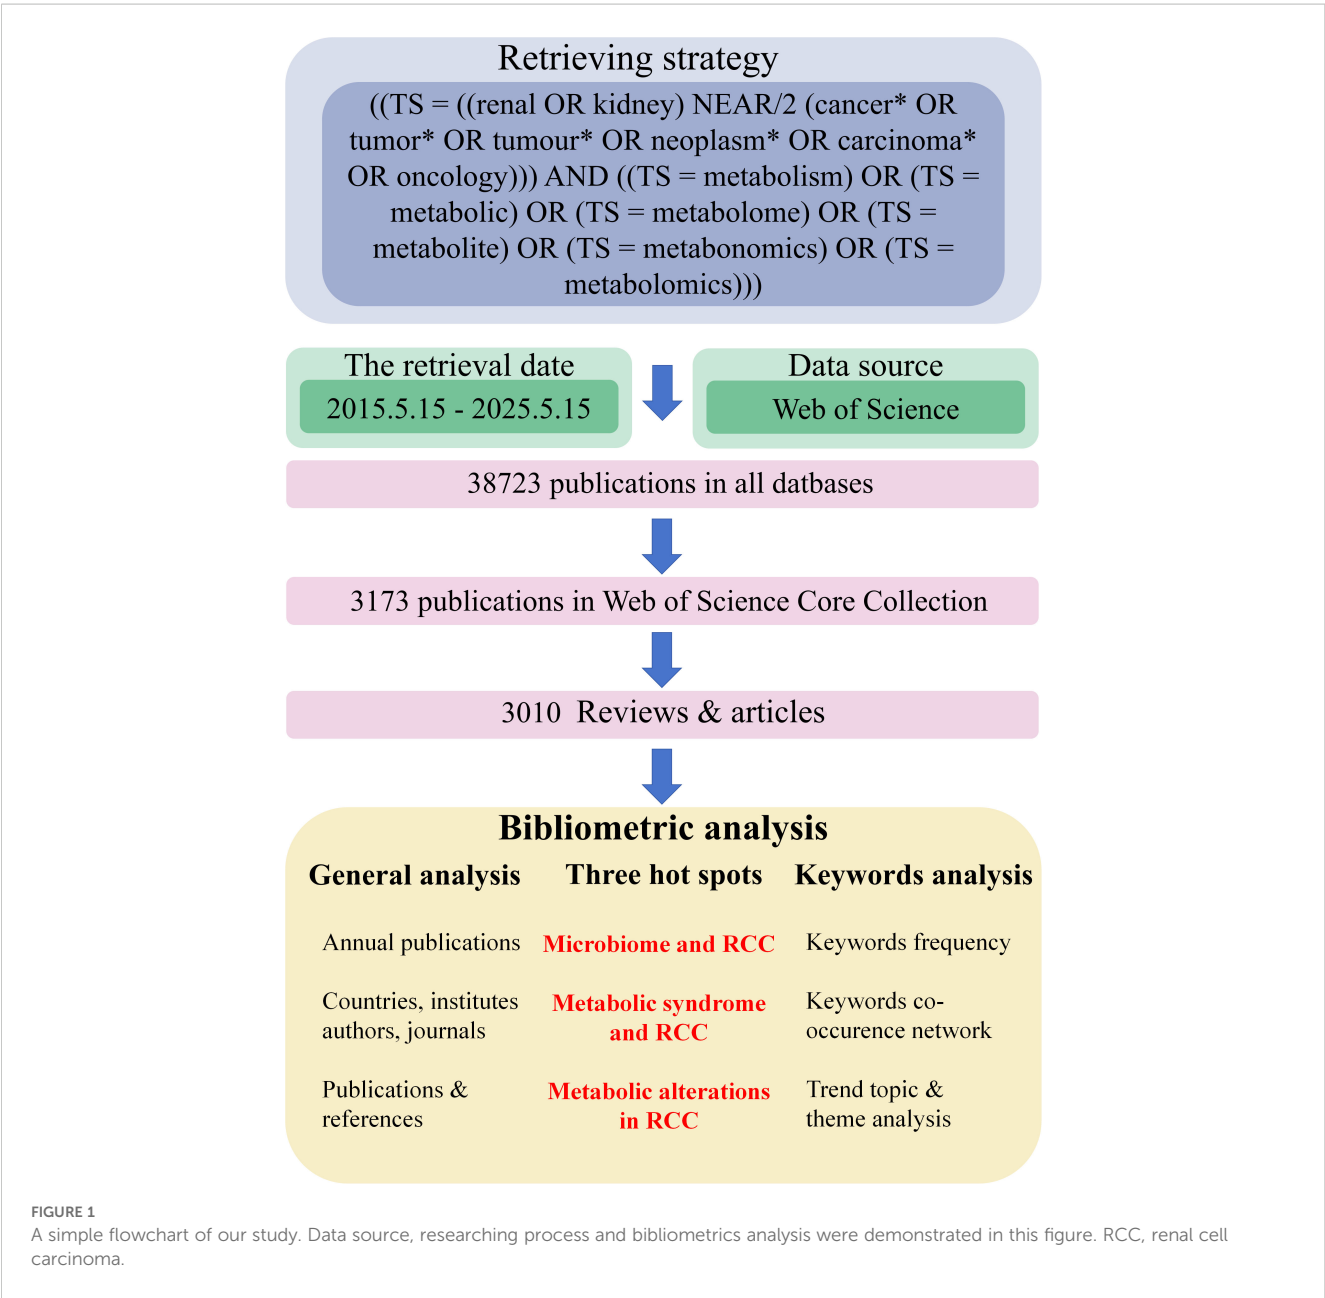 Retrieving strategy
((TS = ((renal OR kidney) NEAR/2 (cancer* OR
tumor* OR tumour* OR neoplasm* OR carcinoma*
OR oncology))) AND ((TS = metabolism) OR (TS =
metabolic) OR (TS = metabolome) OR (TS =
metabolite) OR (TS = metabonomics) OR (TS =
metabolomics)))
The retrieval date
2015.5.15 - 2025.5.15
Data source
Web of Science
38723 publications in all datbases
3173 publications in Web of Science Core Collection
3010 Reviews & articles
Bibliometric analysis
General analysis
Annual publications
Countries, institutes
authors, journals
Publications &
references
Three hot spots
Microbiome and RCC
Metabolic syndrome
and RCC
Metabolic alterations
in RCC
Keywords analysis
Keywords frequency
Keywords co-
occurence network
Trend topic &
theme analysis
FIGURE 1
A simple flowchart of our study. Data source, researching process and bibliometrics analysis were demonstrated in this figure. RCC, renal cell
carcinoma.